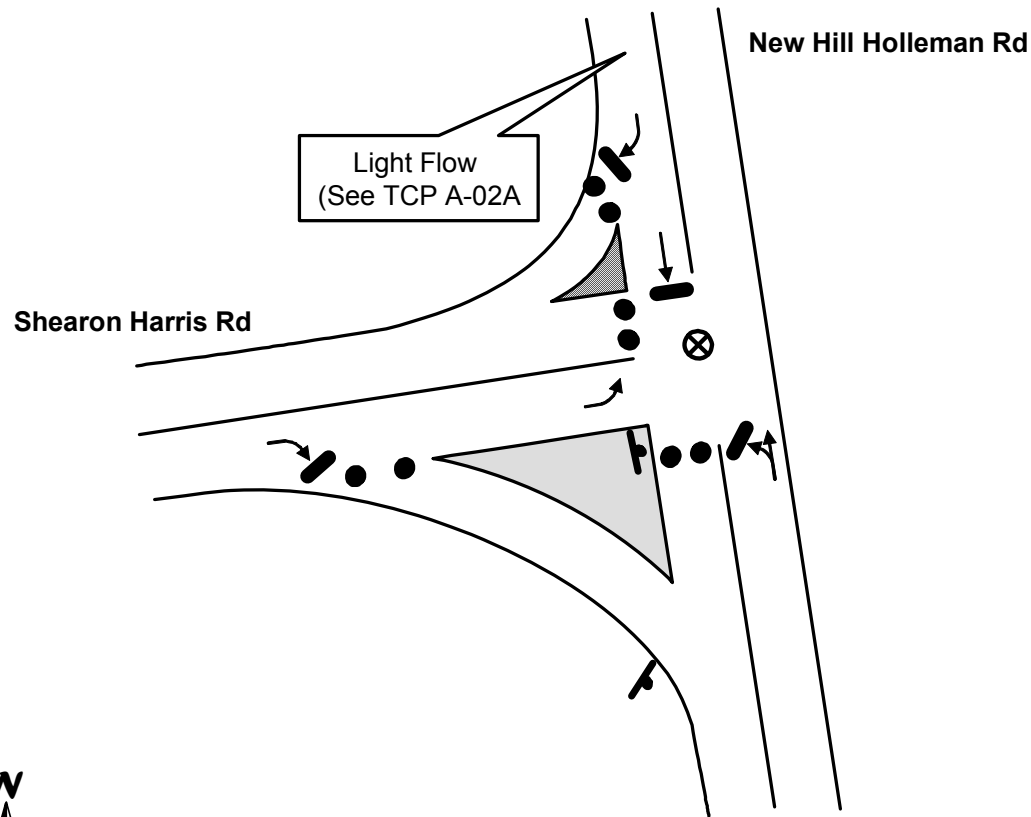 New Hill Holleman Rd
Light Flow
(See TCP A-02A
Shearon Harris Rd
N